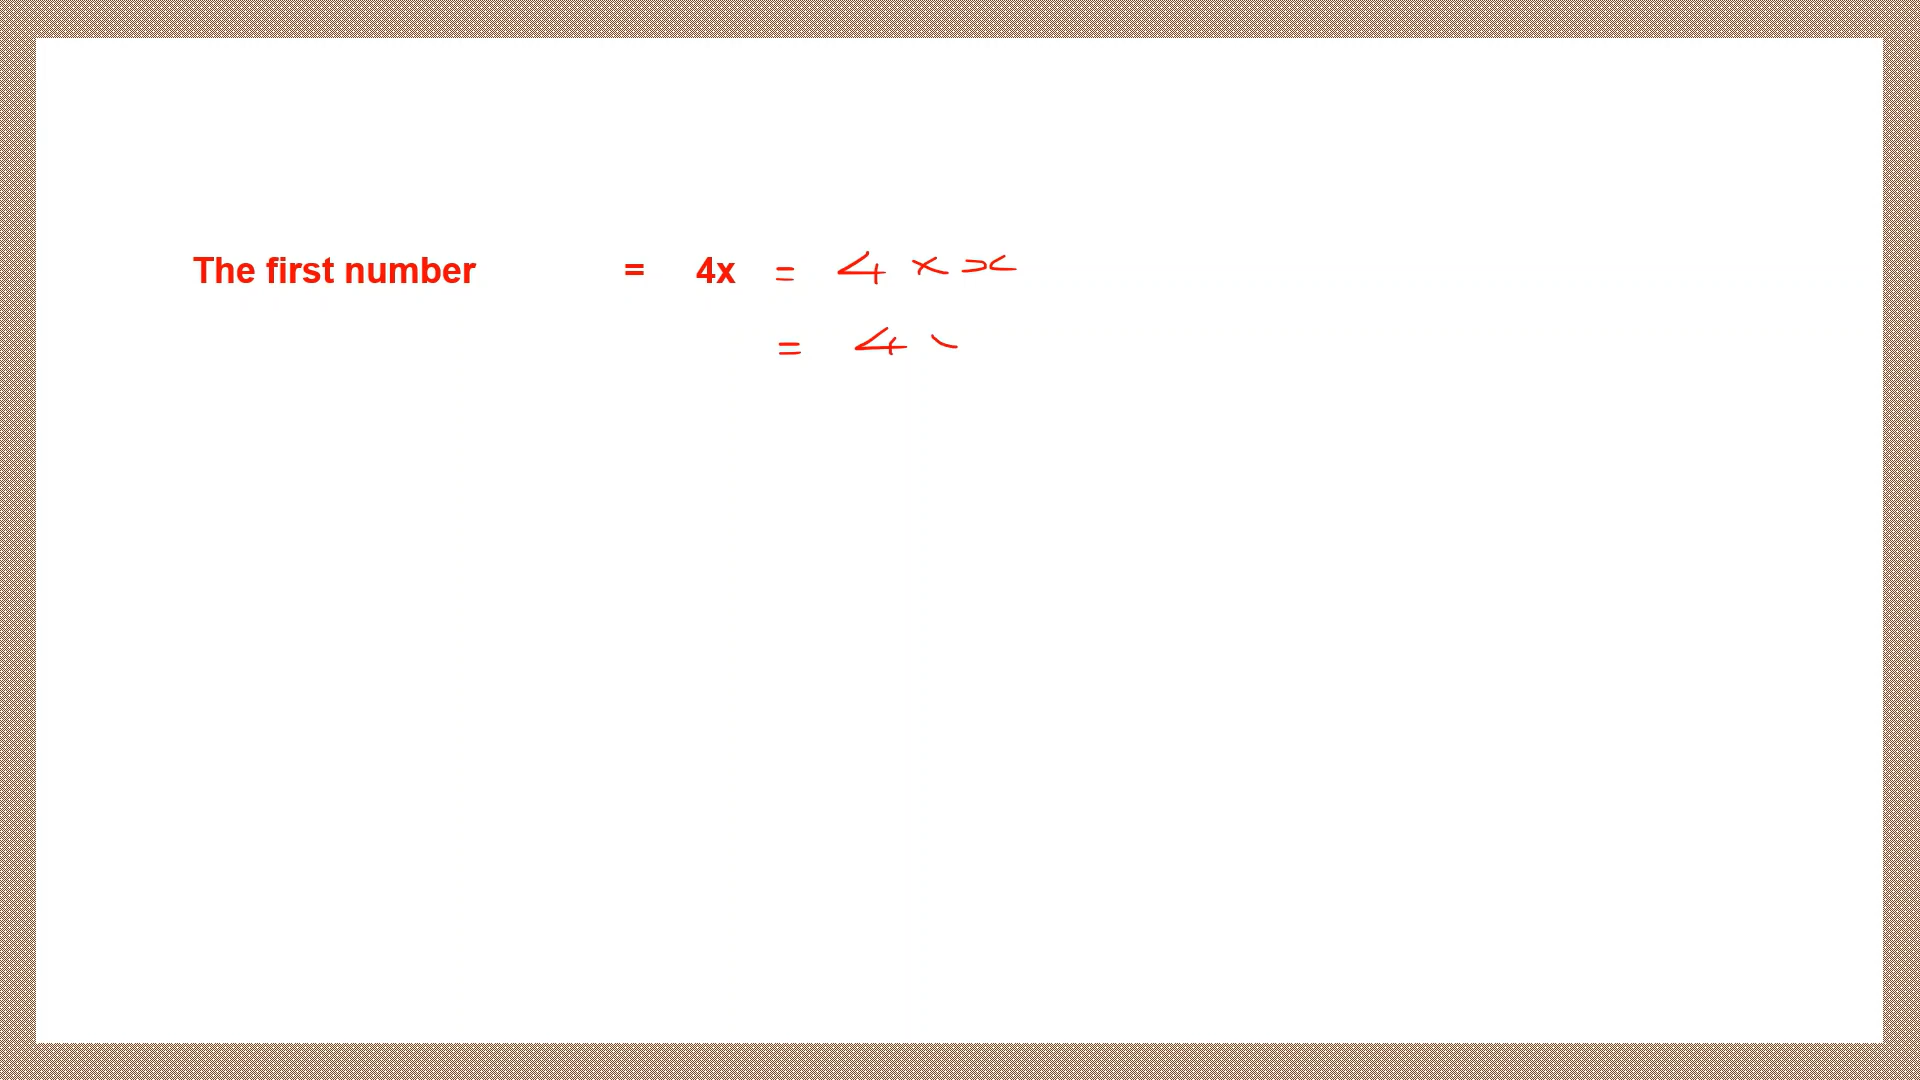 The first number = 4x = 4 × x
= 4